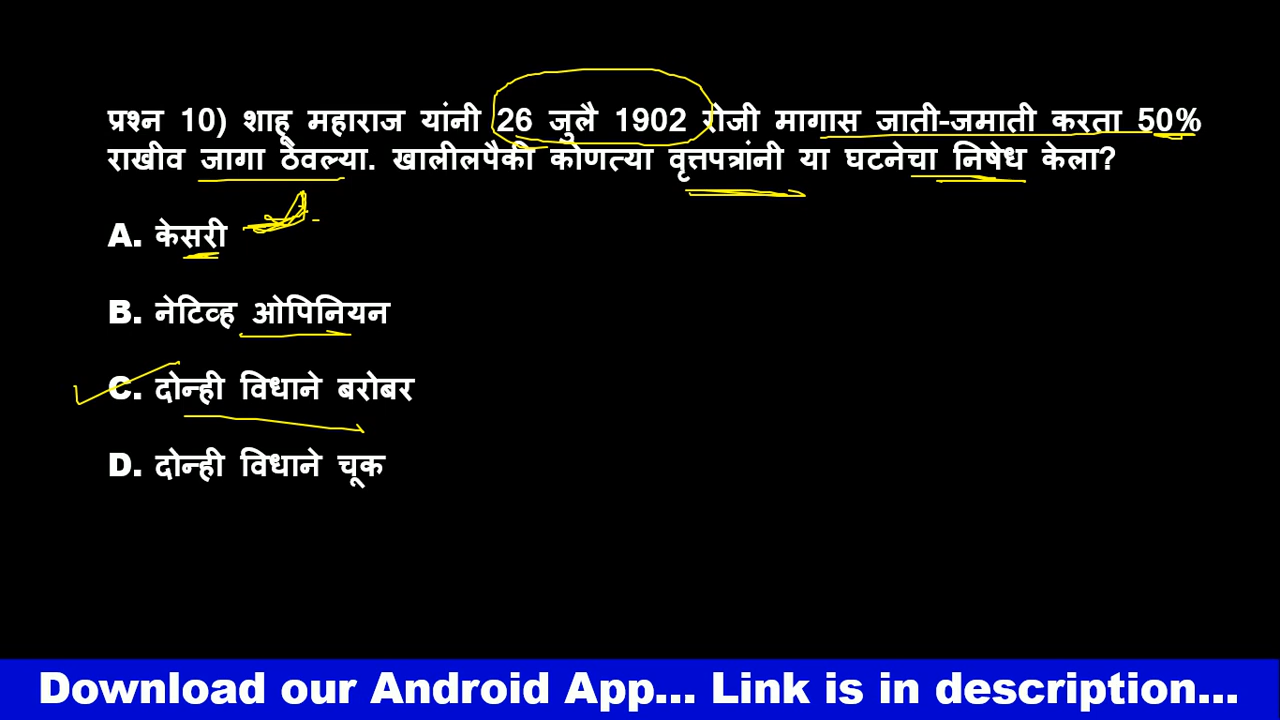 प्रश्न 10) शाहू महाराज यांनी 26 जुलै 1902 रोजी मागास जाती-जमाती करता 50%
राखीव जागा ठेवल्या. खालीलपैकी कोणत्या वृत्तपत्रांनी या घटनेचा निषेध केला?
A. केसरी
B. नेटिव्ह ओपिनियन
C. दोन्ही विधाने बरोबर
D. दोन्ही विधाने चूक
Download our Android App... Link is in description...